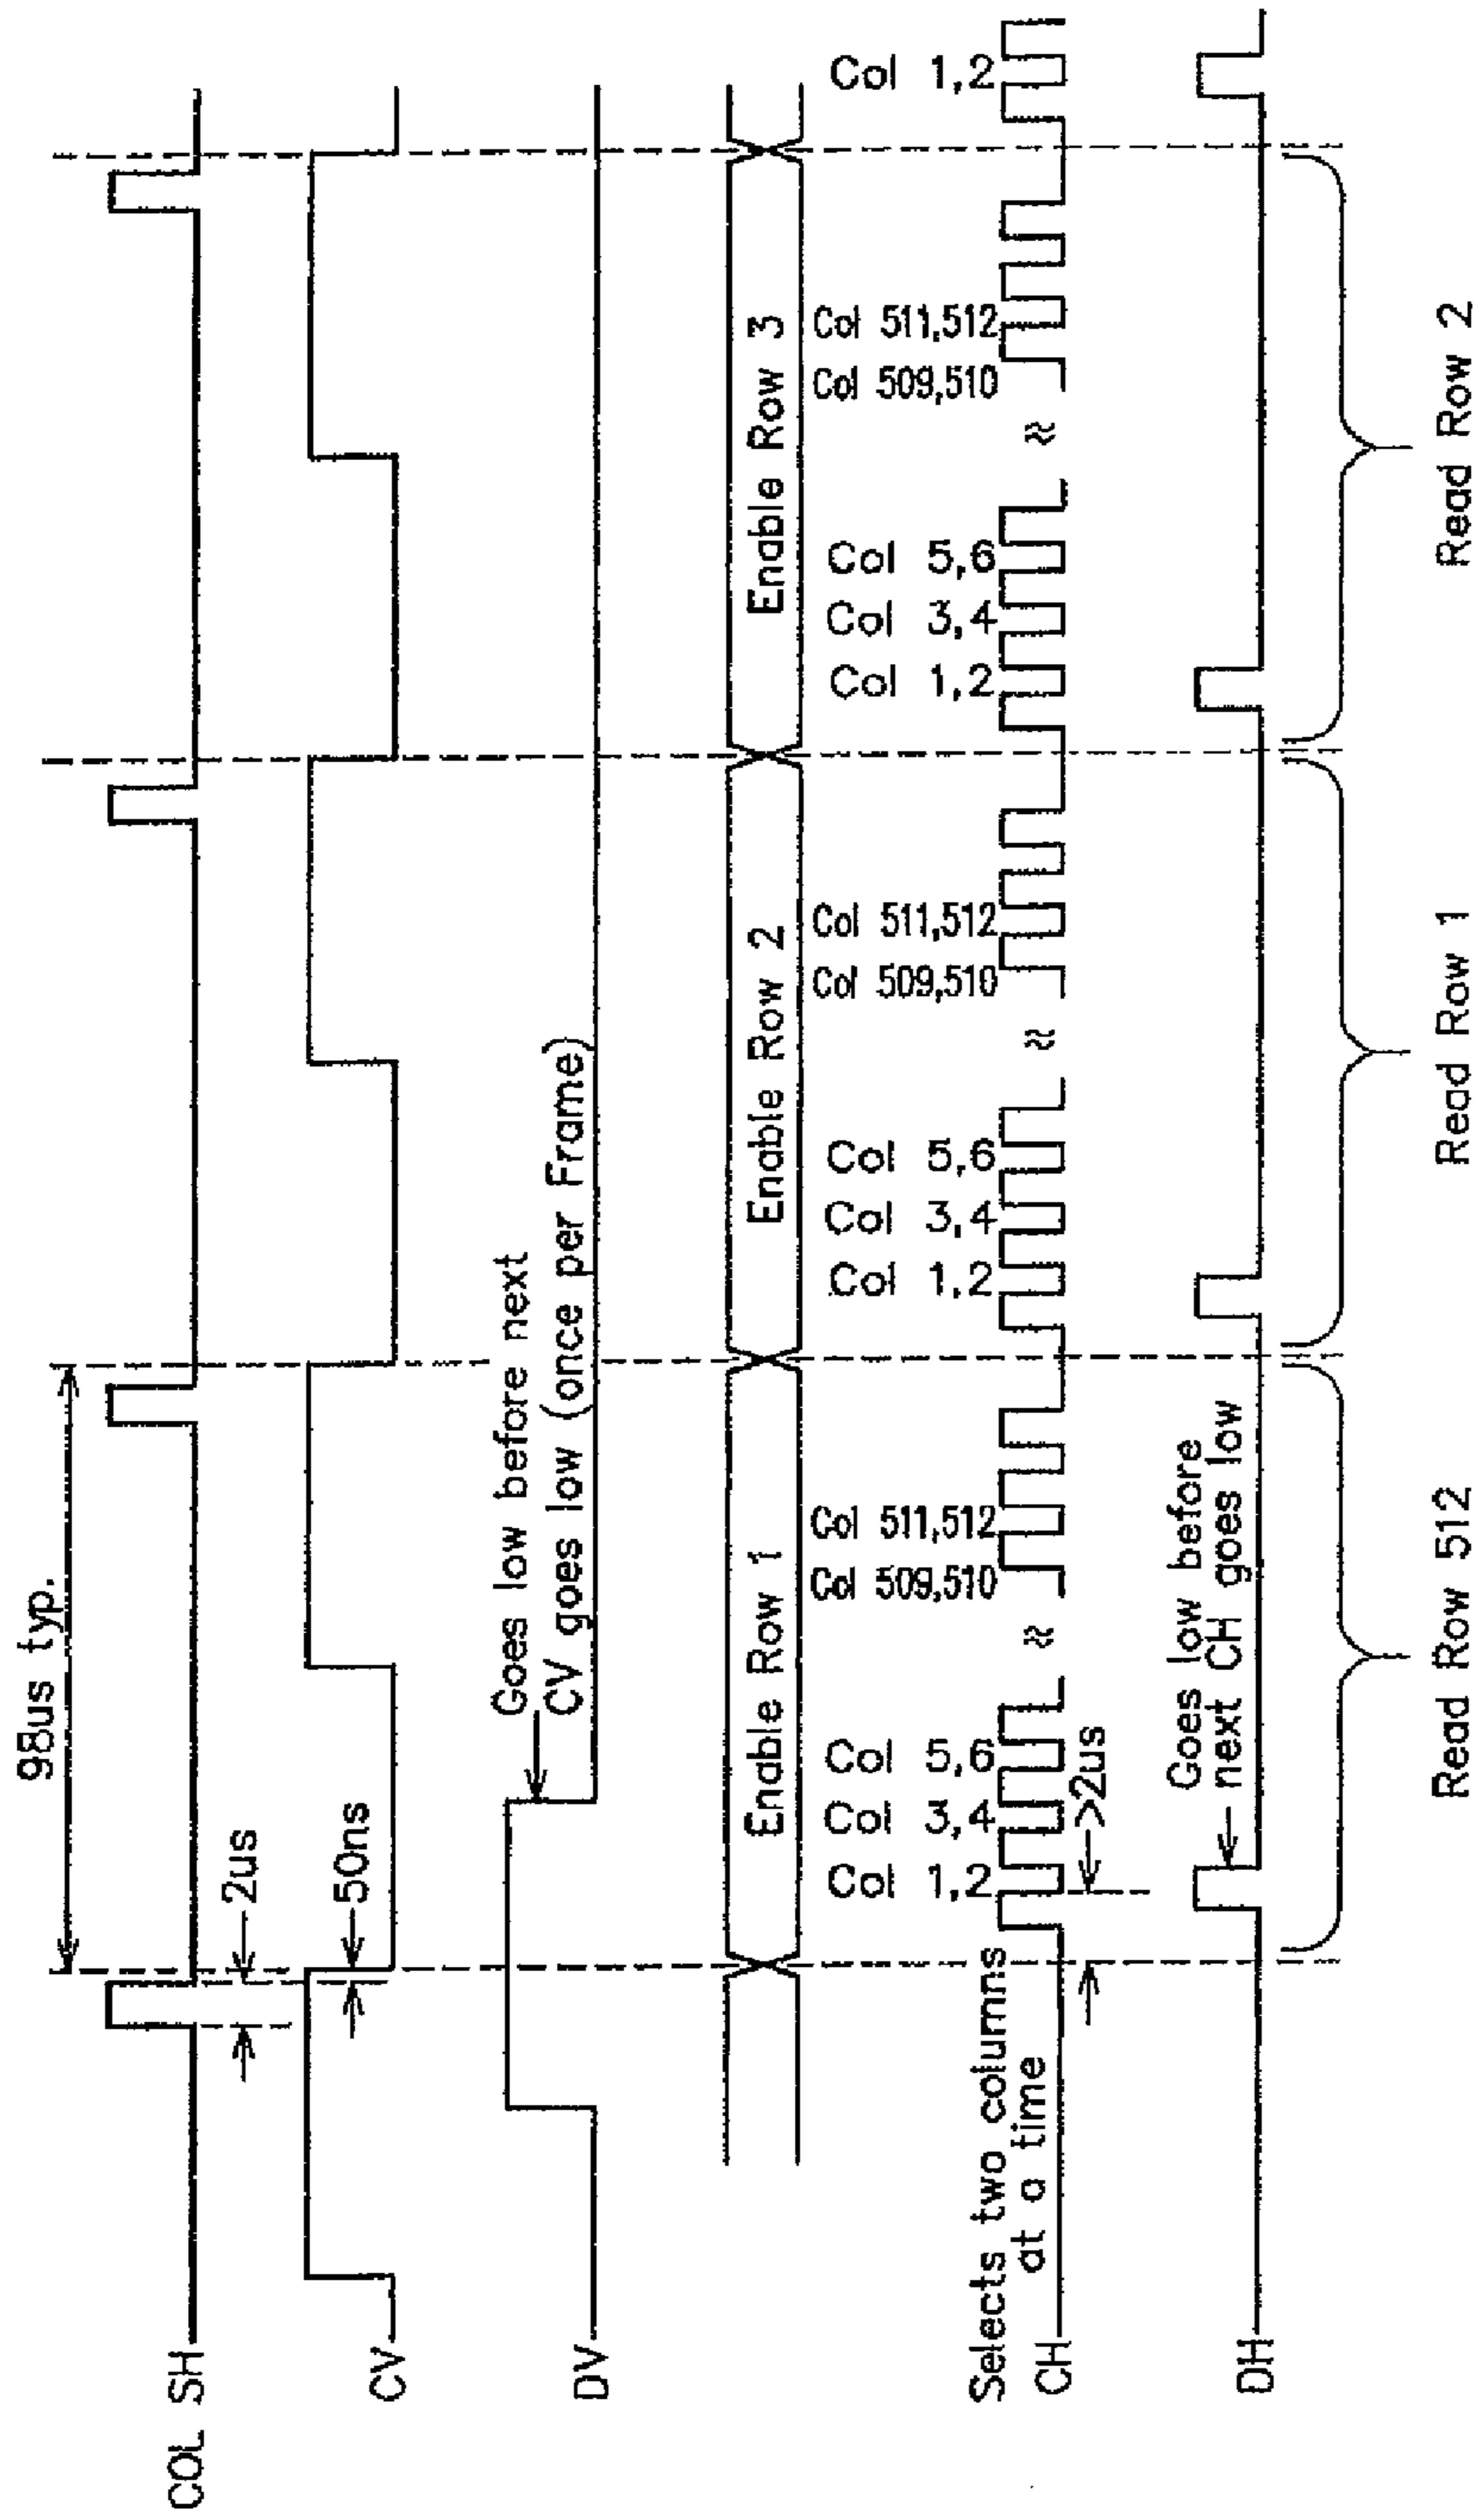 98us typ.
COL SH
2us
CV
50ns
DV
Goes low before next
CV goes low (once per Frame)
Enable Row 1
Enable Row 2
Enable Row 3
Selects two columns
at a time
Col 1,2
Col 3,4
Col 5,6
Col 509,510
Col 511,512
Col 1,2
Col 3,4
Col 5,6
Col 509,510
Col 511,512
Col 1,2
Col 3,4
Col 5,6
Col 509,510
Col 511,512
Col 1,2
CH
>2us
Goes low before
next CH goes low
DH
Read Row 512
Read Row 1
Read Row 2